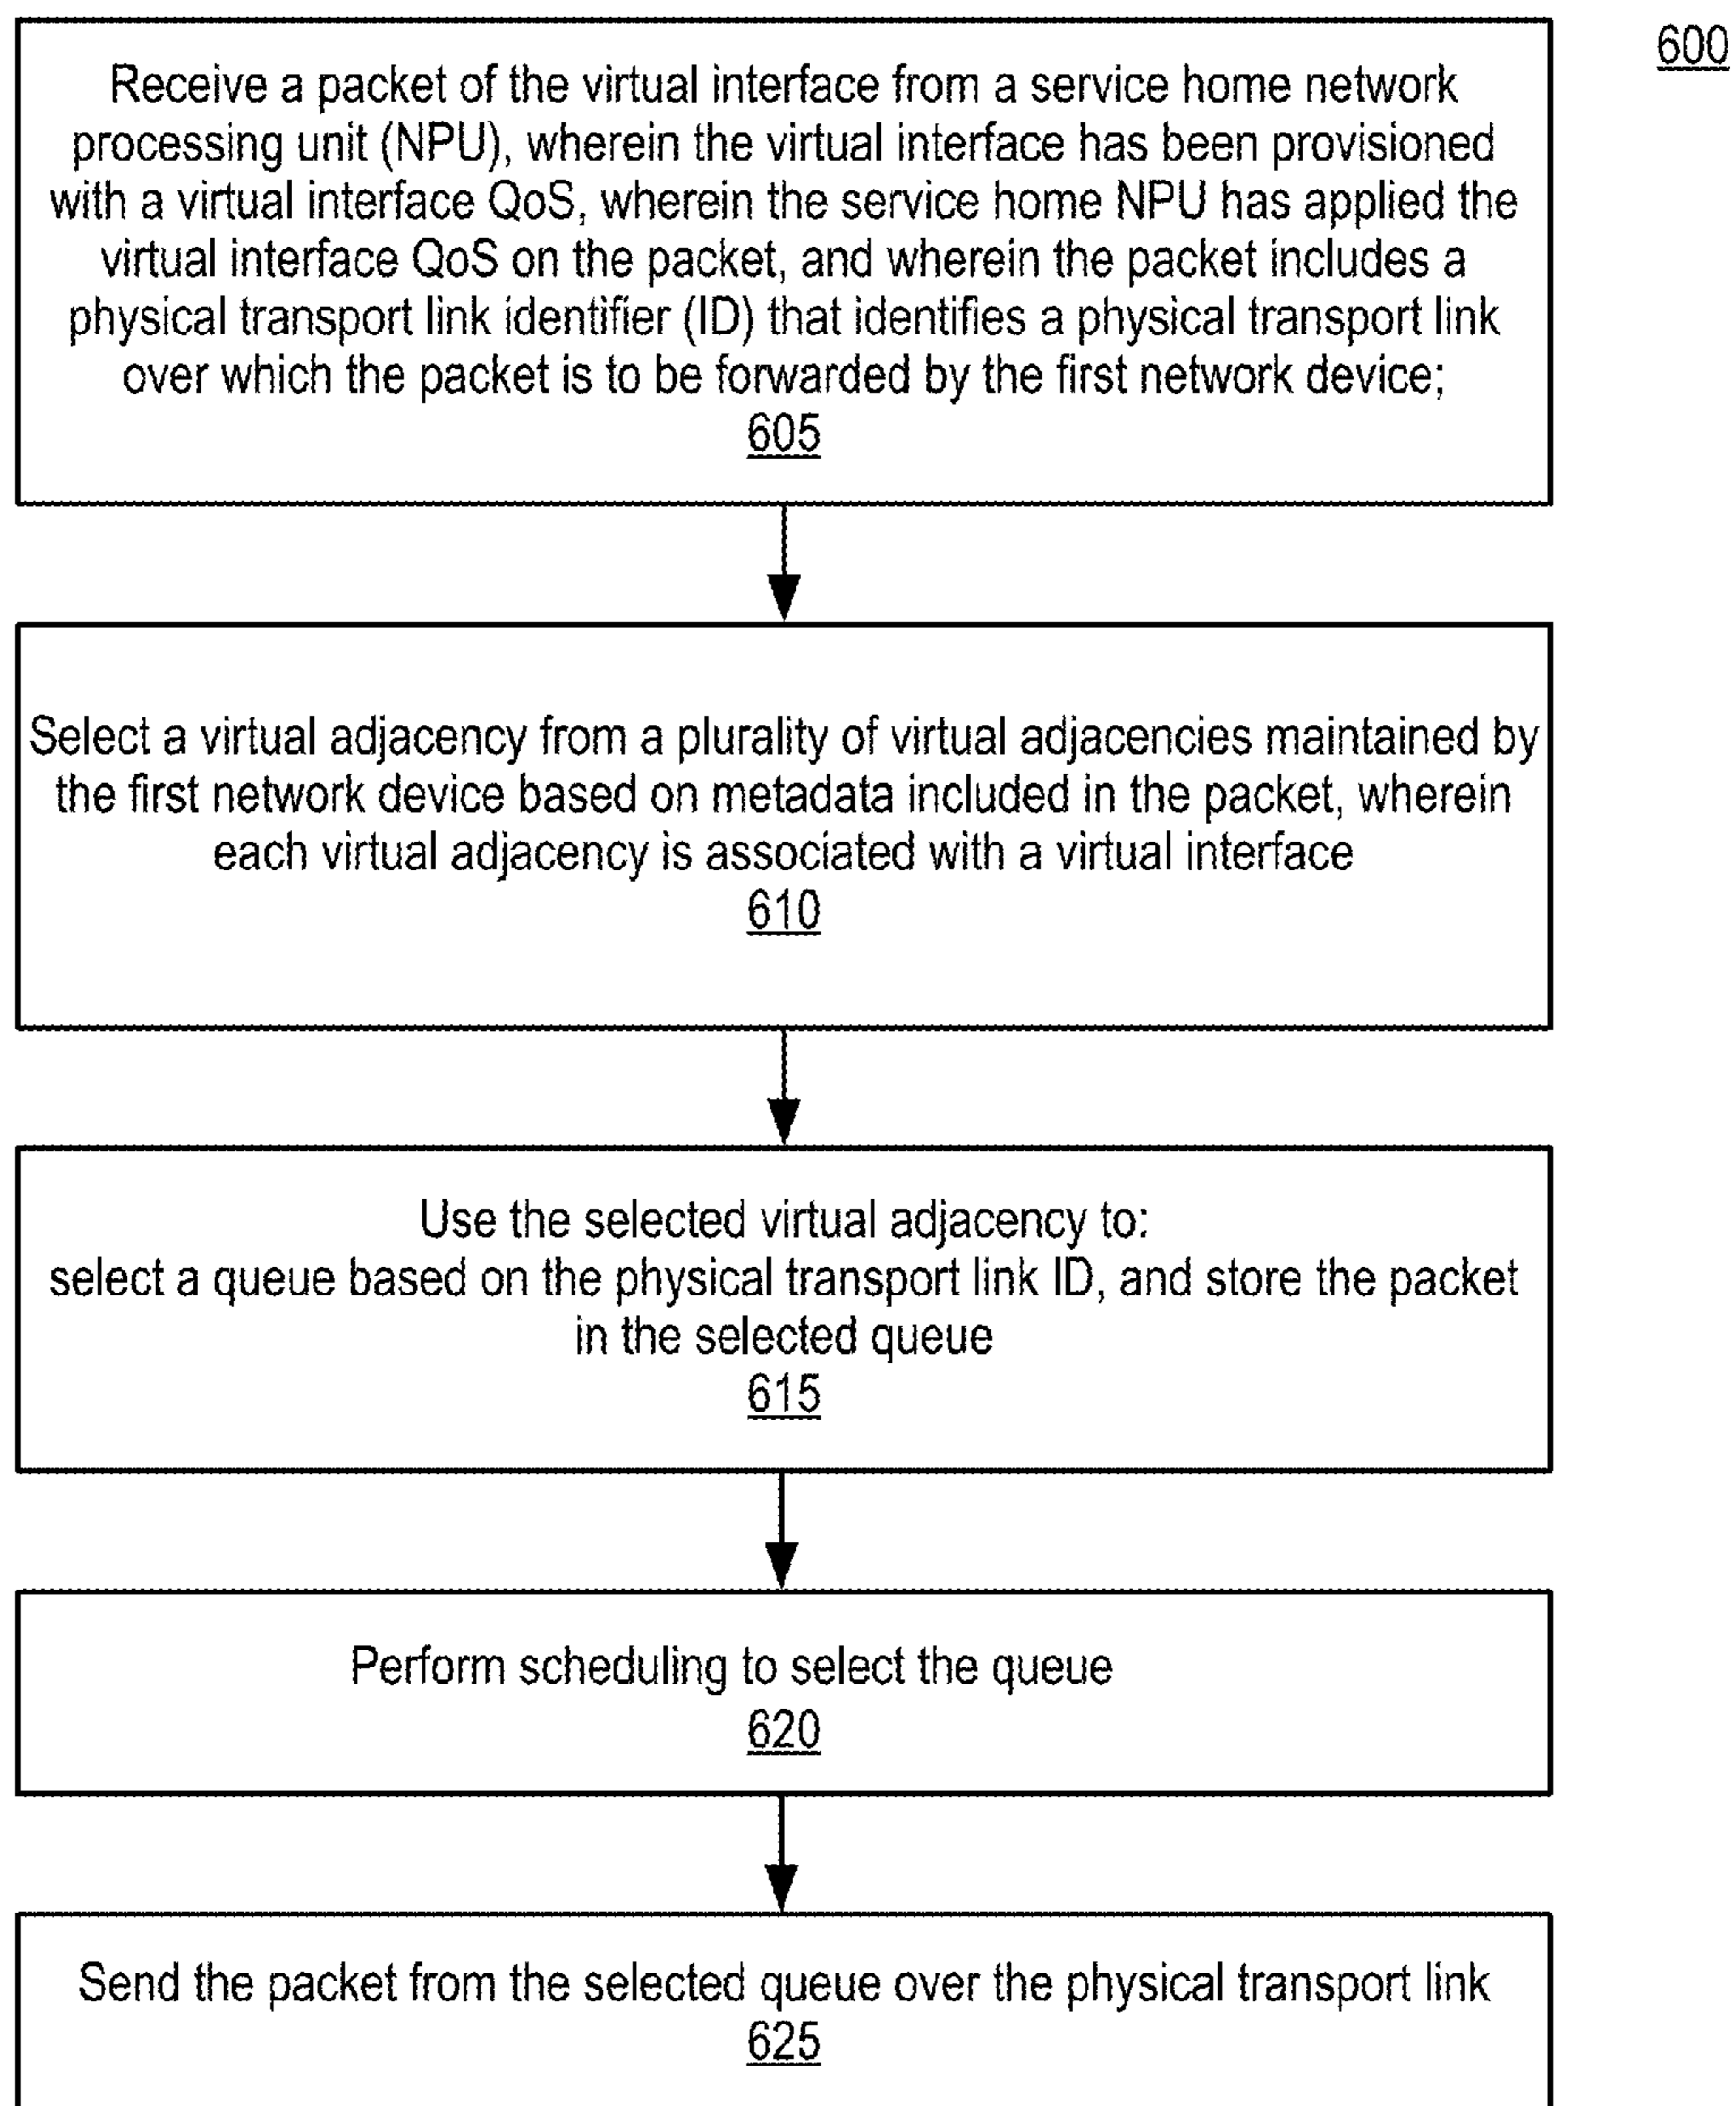 600
Receive a packet of the virtual interface from a service home network
processing unit (NPU), wherein the virtual interface has been provisioned
with a virtual interface QoS, wherein the service home NPU has applied the
virtual interface QoS on the packet, and wherein the packet includes a
physical transport link identifier (ID) that identifies a physical transport link
over which the packet is to be forwarded by the first network device;
605
Select a virtual adjacency from a plurality of virtual adjacencies maintained by
the first network device based on metadata included in the packet, wherein
each virtual adjacency is associated with a virtual interface
610
Use the selected virtual adjacency to:
select a queue based on the physical transport link ID, and store the packet
in the selected queue
615
Perform scheduling to select the queue
620
Send the packet from the selected queue over the physical transport link
625